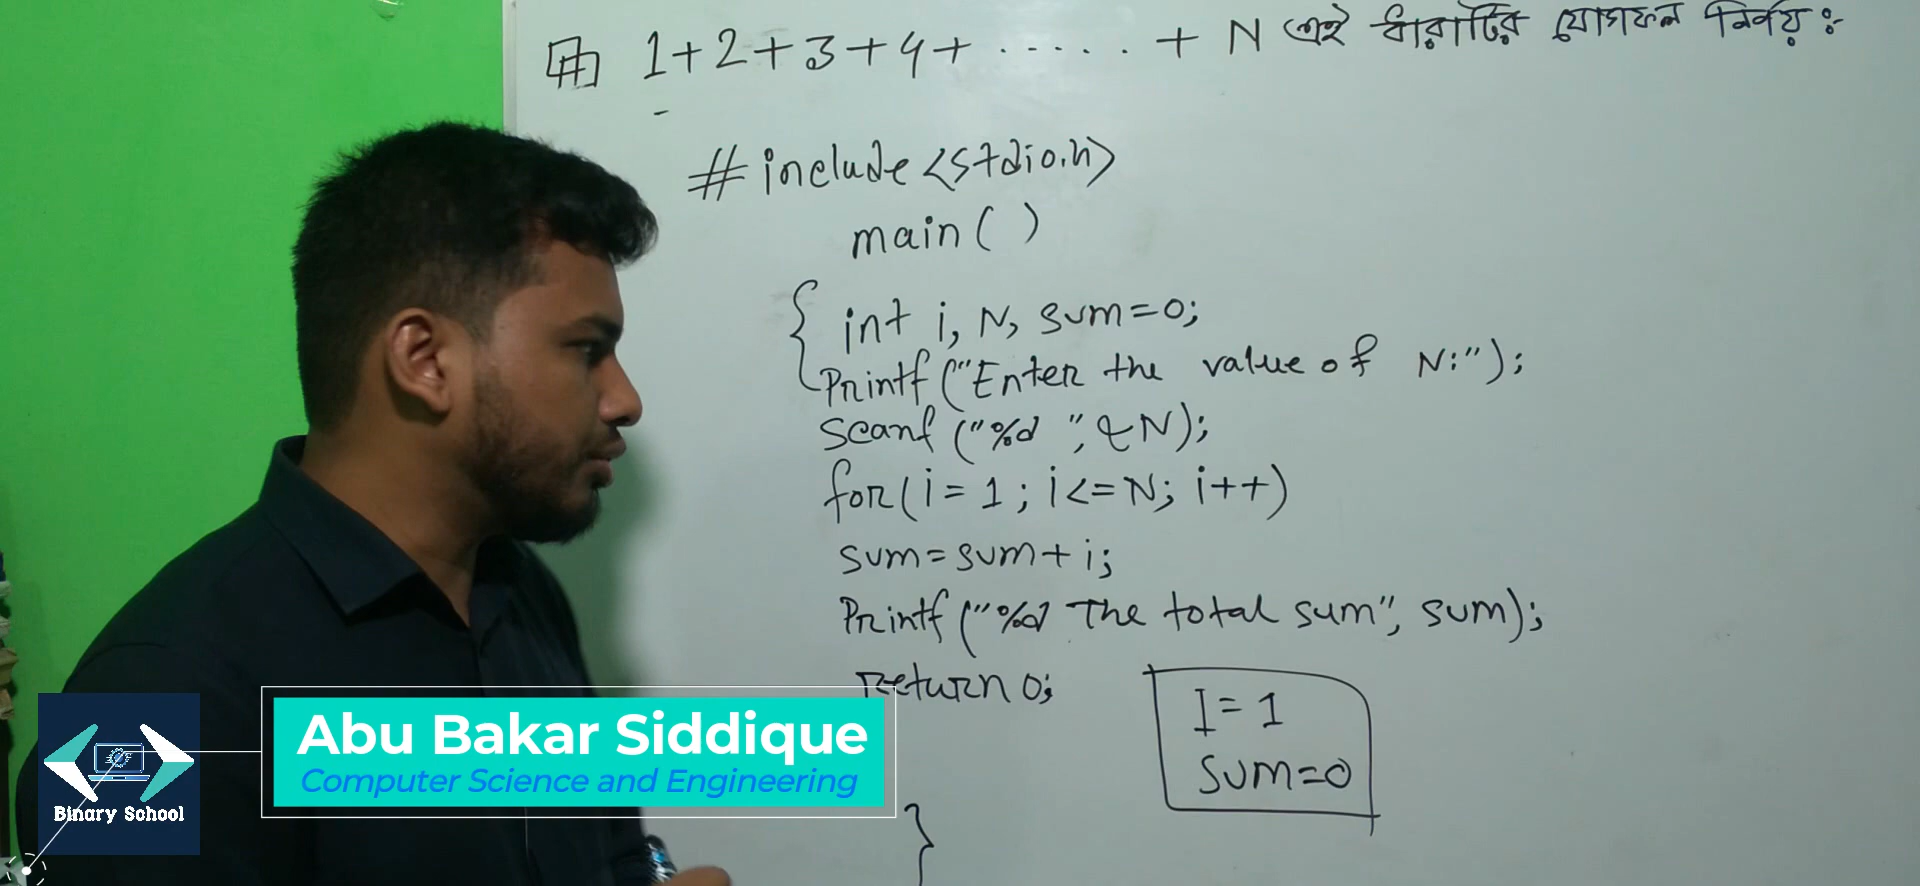 1+2+3+4+ ...... + N এই ধারাটির যোগফল নির্ণয় :-
#include <stdio.h>
main( )
{ int i, N, sum=0;
Printf ("Enter the value of N:");
Scanf ("%d ", &N);
for(i=1; i<=N; i++)
sum=sum+i;
Printf ("%d The total sum", sum);
return 0;
I=1
Sum=0
}
Abu Bakar Siddique
Computer Science and Engineering
Binary School